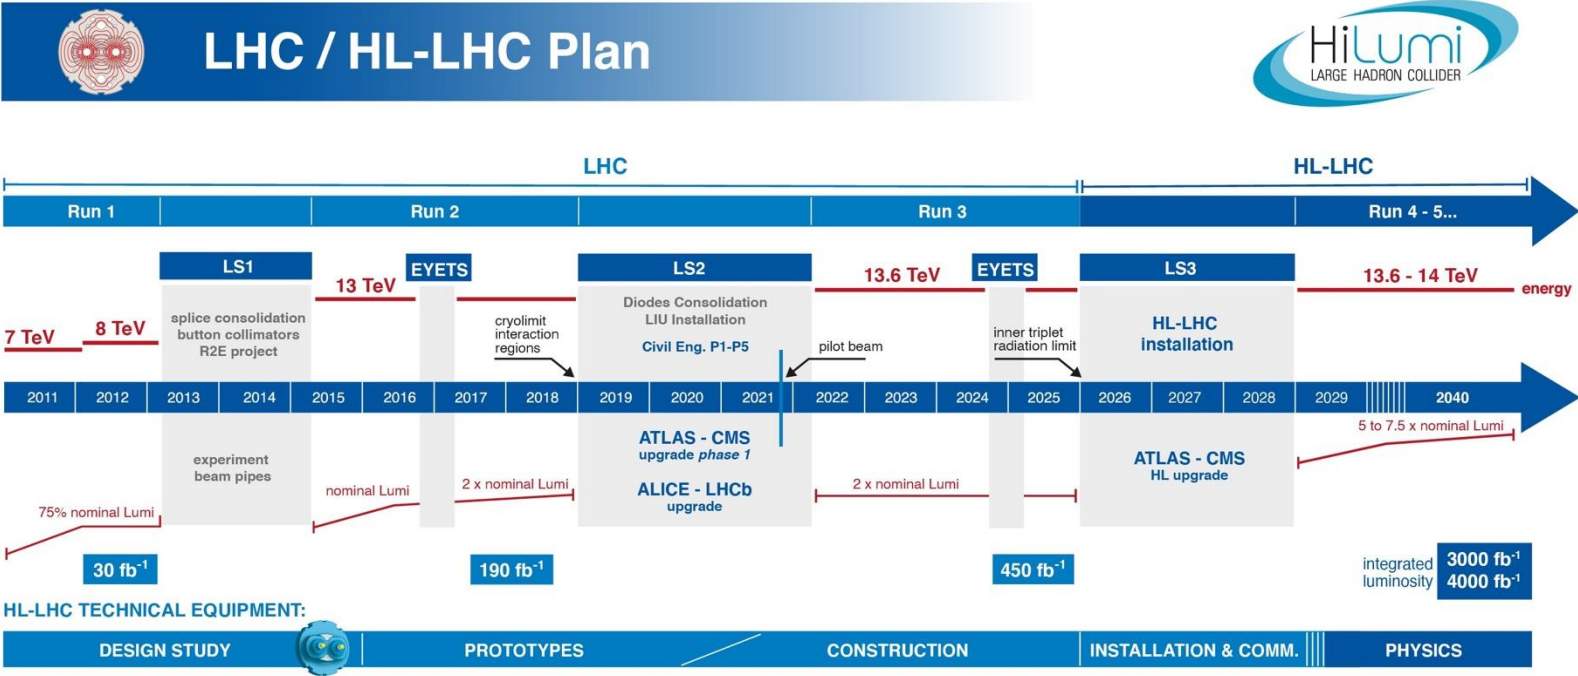 LHC / HL-LHC Plan
HiLumi
LARGE HADRON COLLIDER
LHC
HL-LHC
Run 1
Run 2
Run 3
Run 4 - 5...
LS1
EYETS
LS2
EYETS
LS3
7 TeV
8 TeV
13 TeV
13.6 TeV
13.6 - 14 TeV
energy
splice consolidation
button collimators
R2E project
cryolimit
interaction
regions
Diodes Consolidation
LIU Installation
Civil Eng. P1-P5
pilot beam
inner triplet
radiation limit
HL-LHC
installation
2011
2012
2013
2014
2015
2016
2017
2018
2019
2020
2021
2022
2023
2024
2025
2026
2027
2028
2029
2040
experiment
beam pipes
ATLAS - CMS
upgrade phase 1
ALICE - LHCb
upgrade
ATLAS - CMS
HL upgrade
75% nominal Lumi
nominal Lumi
2 x nominal Lumi
2 x nominal Lumi
5 to 7.5 x nominal Lumi
30 fb⁻¹
190 fb⁻¹
450 fb⁻¹
integrated
luminosity
3000 fb⁻¹
4000 fb⁻¹
HL-LHC TECHNICAL EQUIPMENT:
DESIGN STUDY
PROTOTYPES
CONSTRUCTION
INSTALLATION & COMM.
PHYSICS